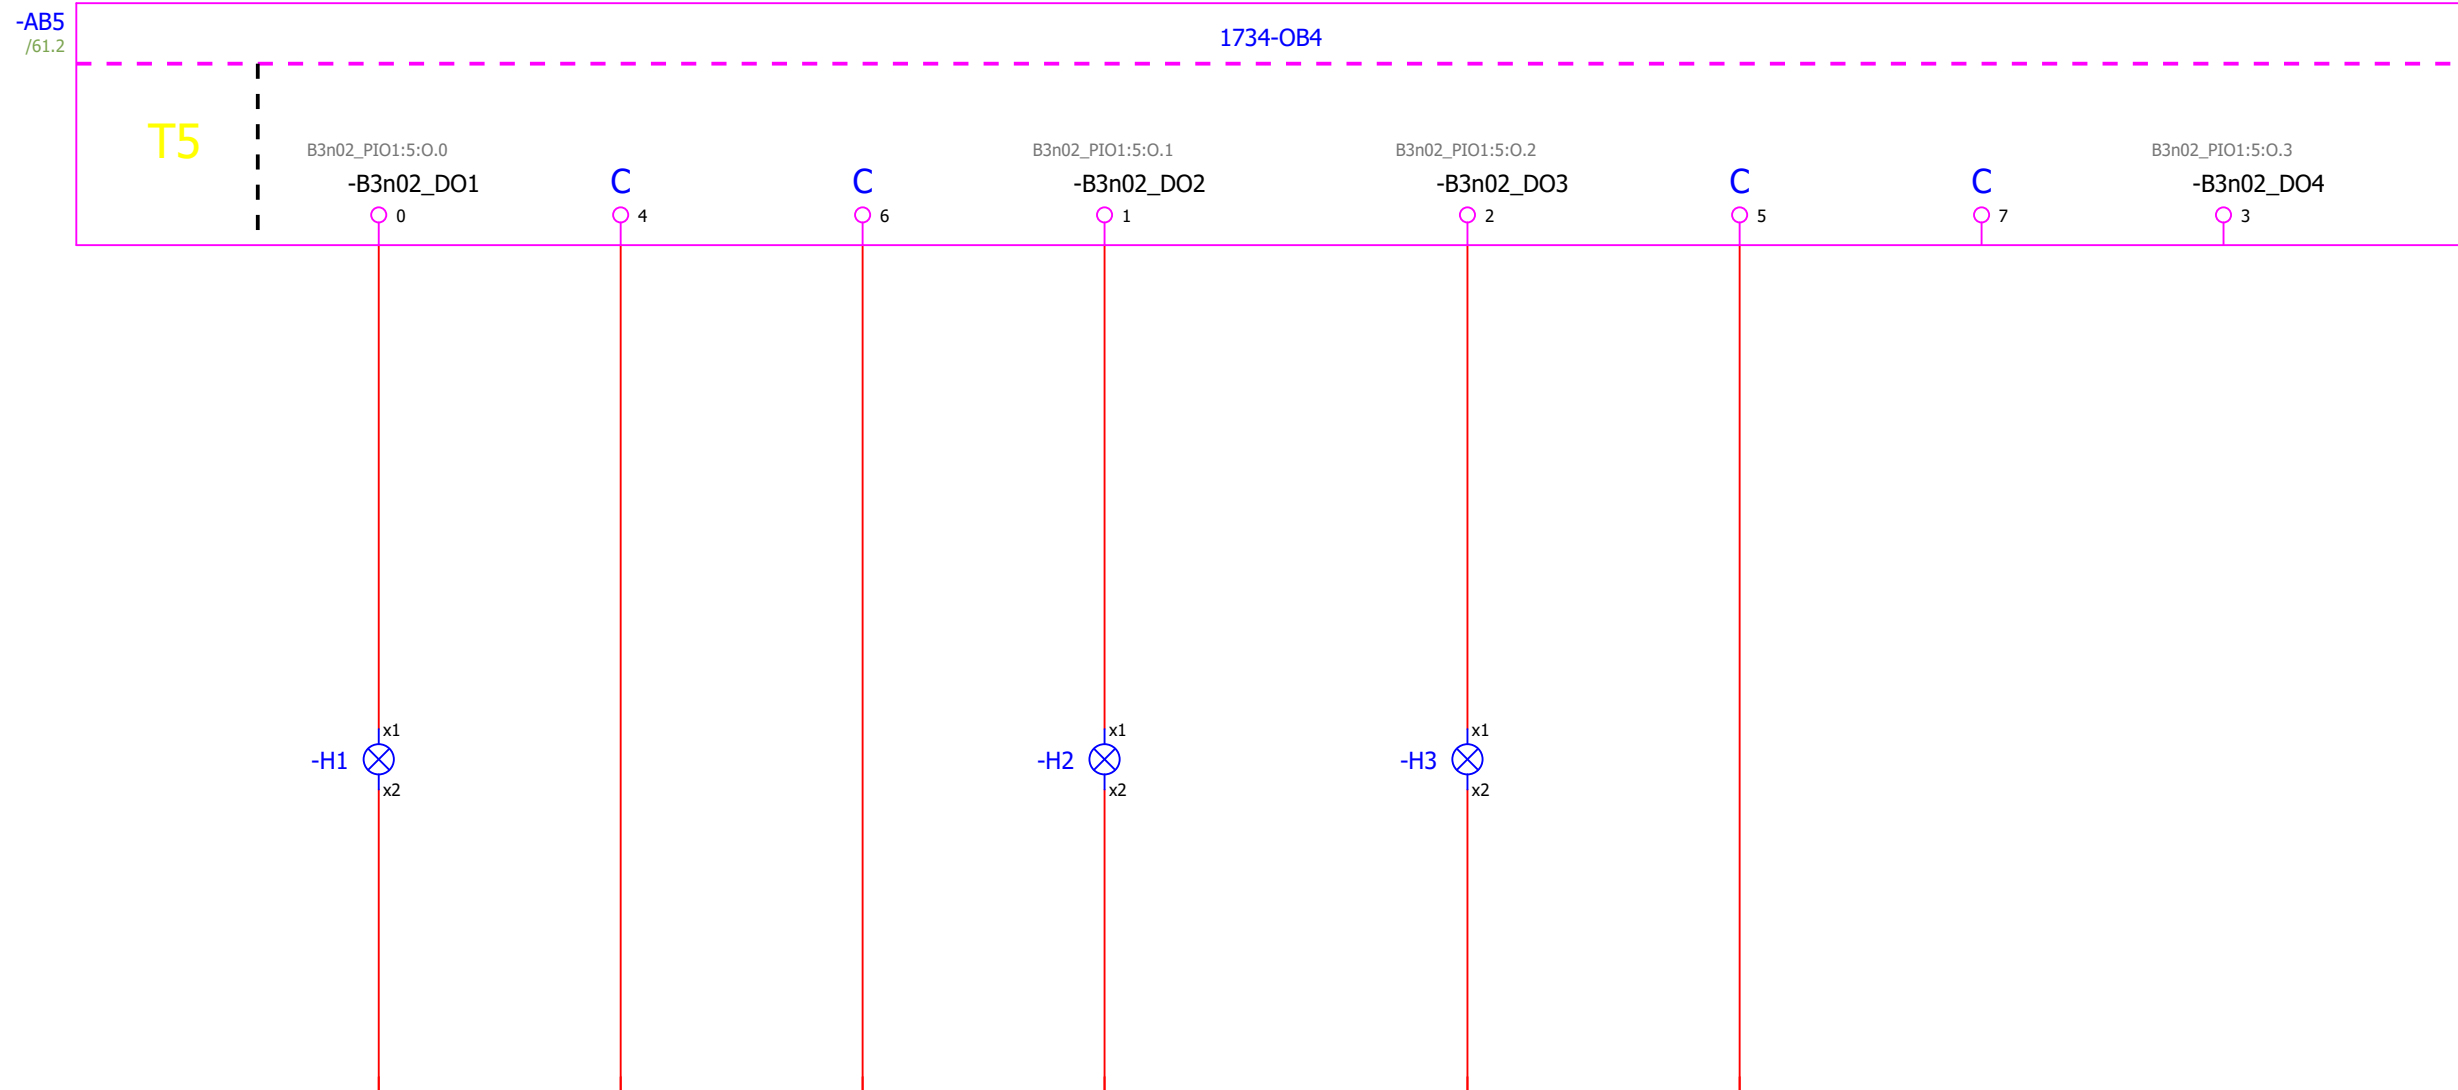 -AB5
/61.2
1734-OB4
T5
B3n02_PIO1:5:O.0
B3n02_PIO1:5:O.1
B3n02_PIO1:5:O.2
B3n02_PIO1:5:O.3
-B3n02_DO1
C
C
-B3n02_DO2
-B3n02_DO3
C
C
-B3n02_DO4
0
4
6
1
2
5
7
3
x1
x1
x1
-H1
-H2
-H3
x2
x2
x2